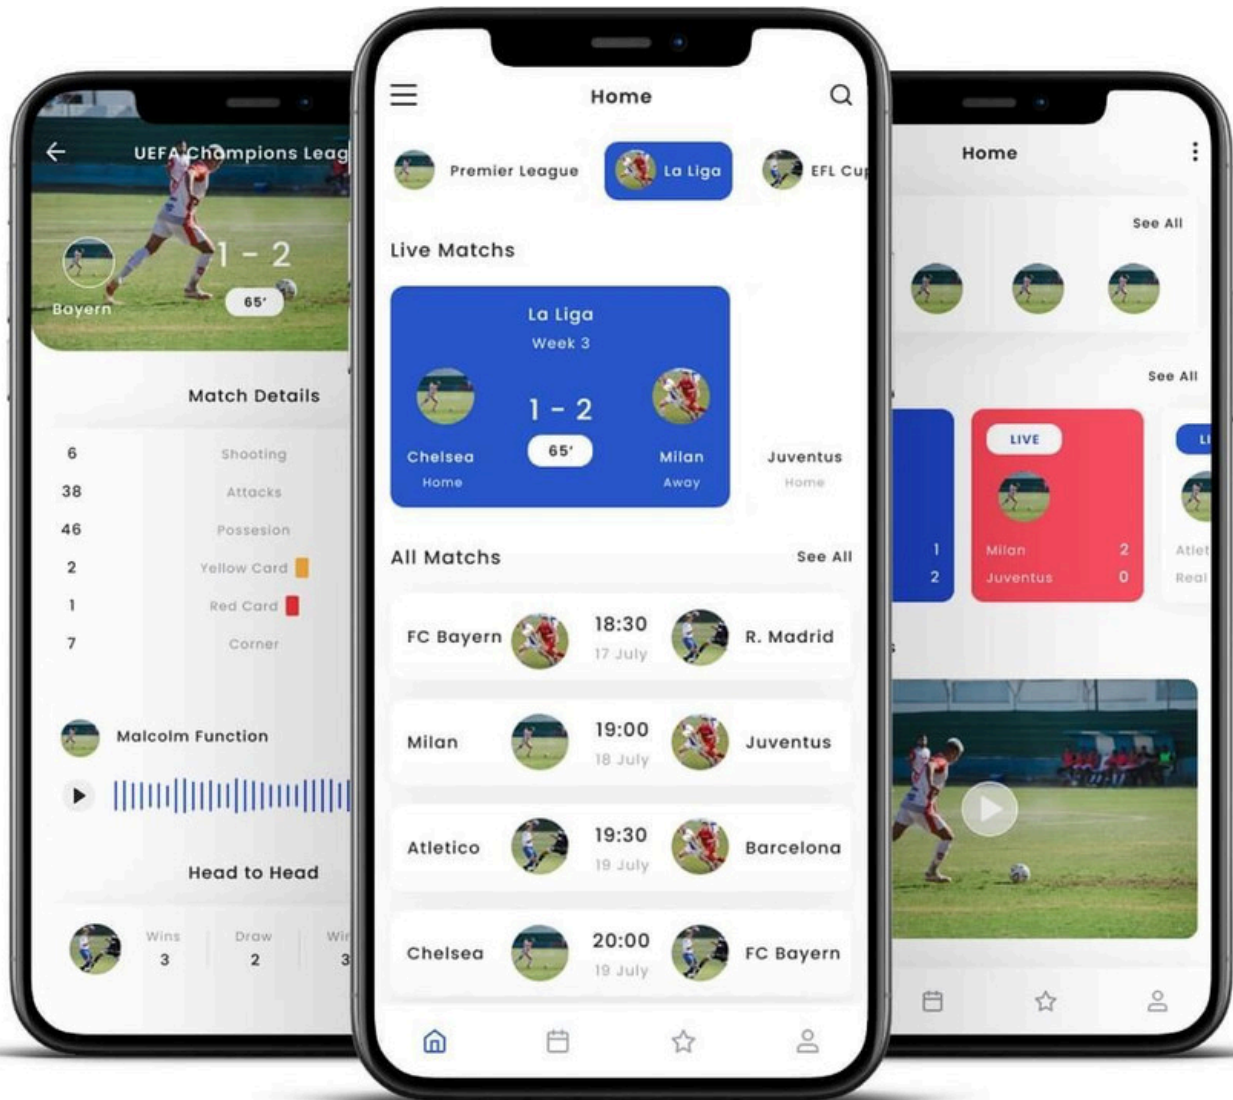 UEFA Champions Leag
1 - 2
65'
Bayern
Match Details
6 Shooting
38 Attacks
46 Possesion
2 Yellow Card
1 Red Card
7 Corner
Malcolm Function
Head to Head
Wins Draw
3 2 3
Home
Premier League La Liga EFL Cup
Live Matchs
La Liga
Week 3
1 - 2
65'
Chelsea Milan Juventus
Home Away Home
All Matchs See All
18:30
FC Bayern R. Madrid
17 July
19:00
Milan Juventus
18 July
19:30
Atletico Barcelona
19 July
20:00
Chelsea FC Bayern
19 July
Home
See All
See All
LIVE
1
2
Milan 2
Juventus 0
Atlet
Real